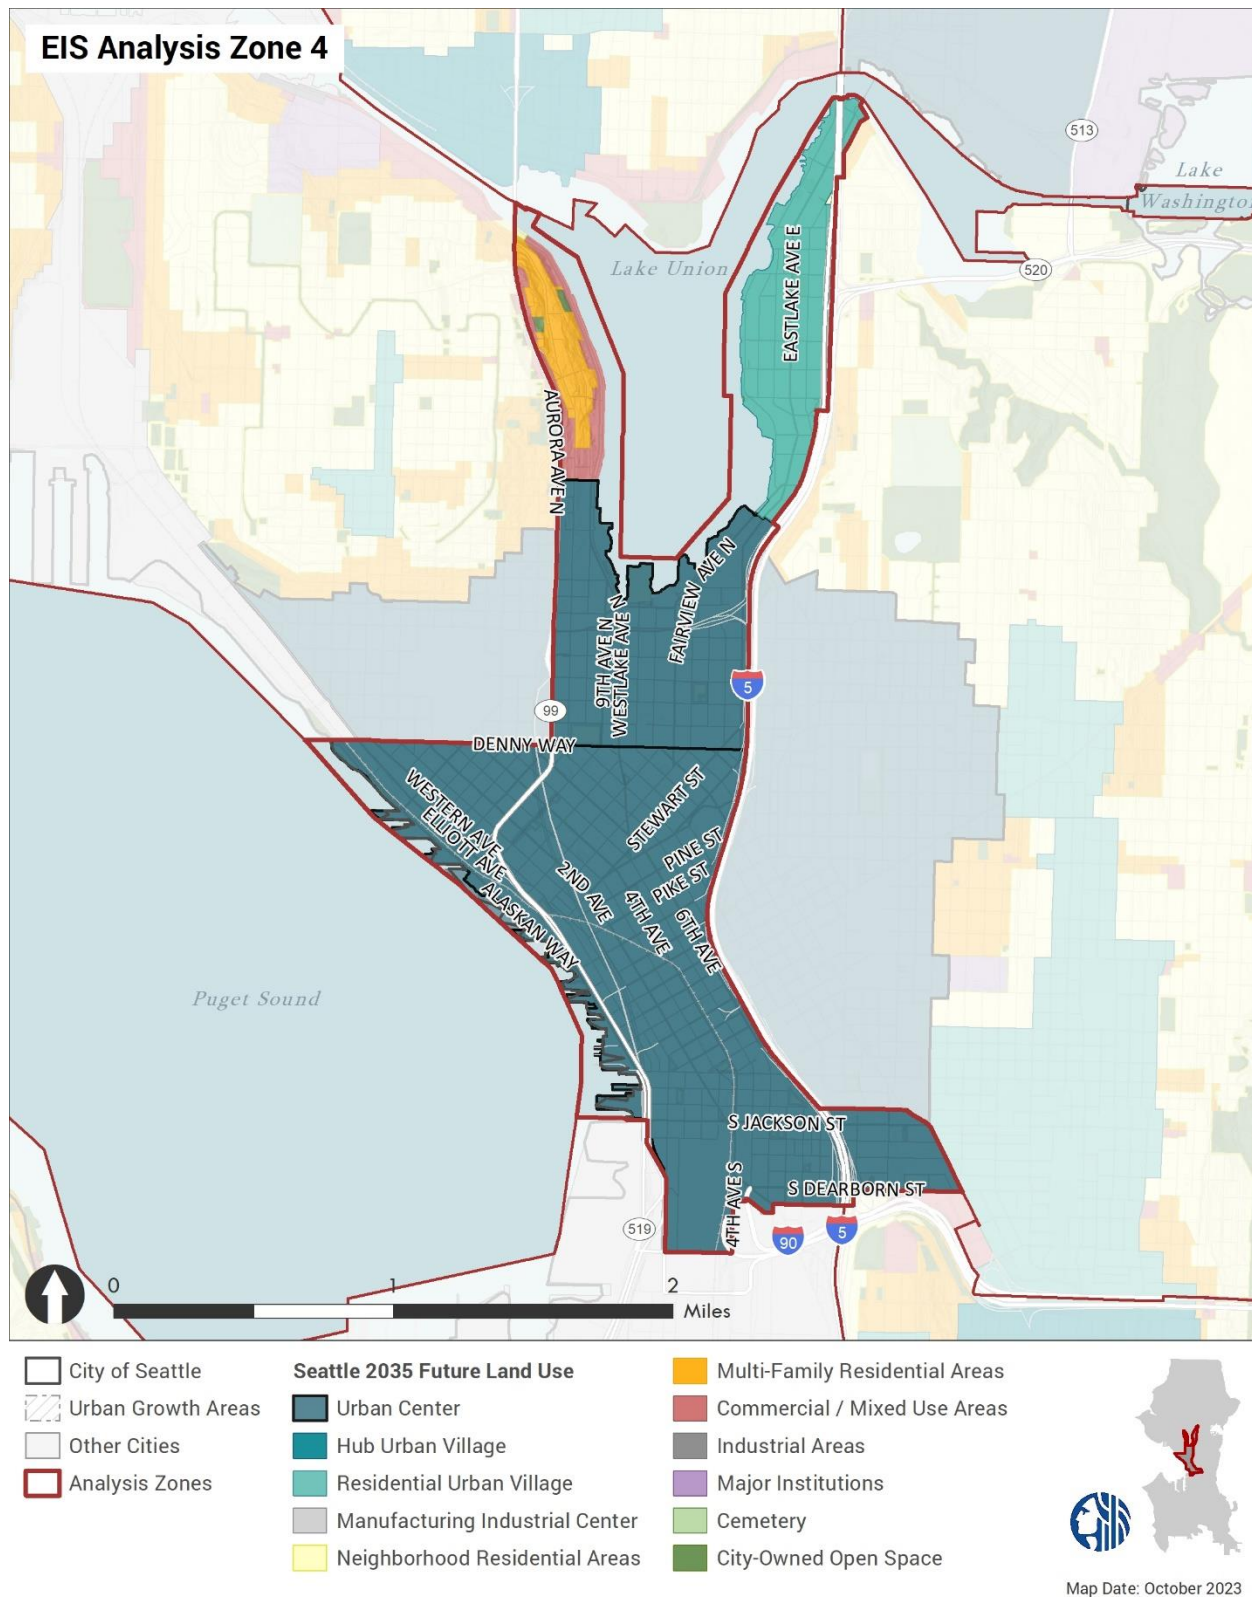 EIS Analysis Zone 4
513
Lake
Washington
Lake Union
520
EASTLAKE AVE E
AURORA AVE N
FAIRVIEW AVE N
9TH AVE N
WESTLAKE AVE N
5
99
DENNY WAY
WESTERN AVE
ELLIOTT AVE
STEWART ST
PINE ST
PIKE ST
2ND AVE
4TH AVE
6TH AVE
ALASKAN WAY
Puget Sound
S JACKSON ST
S DEARBORN ST
4TH AVE S
519
90
5
0 1 2
Miles
City of Seattle
Urban Growth Areas
Other Cities
Analysis Zones
Seattle 2035 Future Land Use
Urban Center
Hub Urban Village
Residential Urban Village
Manufacturing Industrial Center
Neighborhood Residential Areas
Multi-Family Residential Areas
Commercial / Mixed Use Areas
Industrial Areas
Major Institutions
Cemetery
City-Owned Open Space
Map Date: October 2023